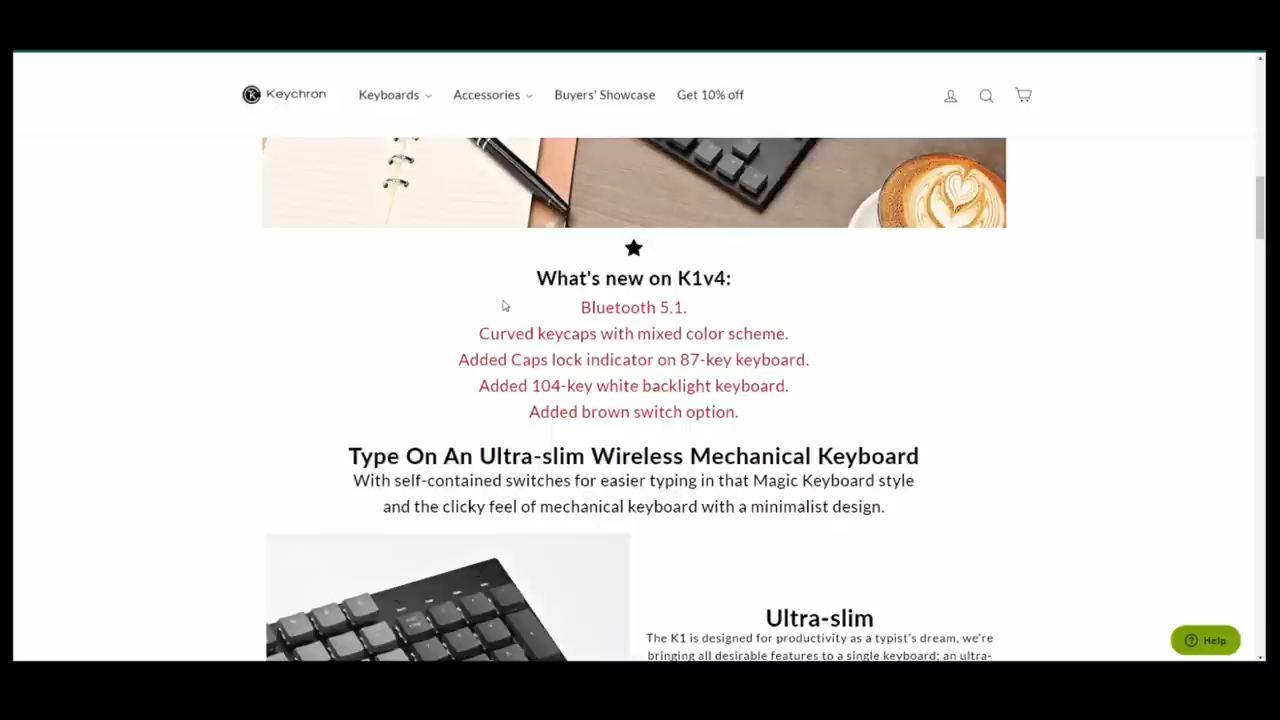 Keychron Keyboards Accessories Buyers' Showcase Get 10% off
What's new on K1v4:
Bluetooth 5.1.
Curved keycaps with mixed color scheme.
Added Caps lock indicator on 87-key keyboard.
Added 104-key white backlight keyboard.
Added brown switch option.
Type On An Ultra-slim Wireless Mechanical Keyboard
With self-contained switches for easier typing in that Magic Keyboard style
and the clicky feel of mechanical keyboard with a minimalist design.
Ultra-slim
The K1 is designed for productivity as a typist's dream, we're
bringing all desirable features to a single keyboard; an ultra-
Help